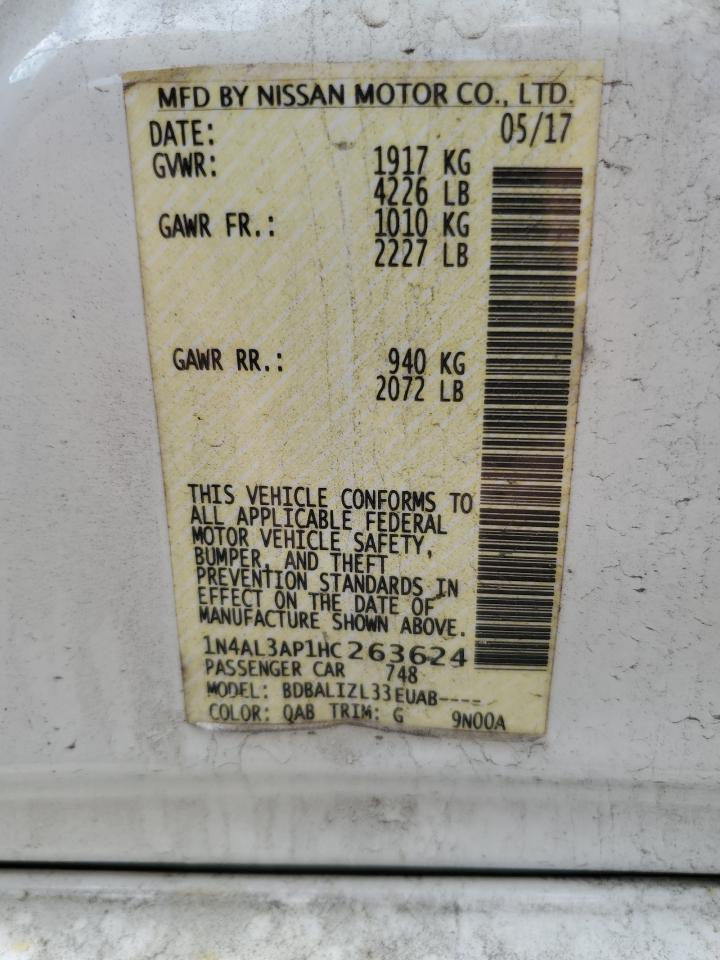 MFD BY NISSAN MOTOR CO., LTD.
DATE: 05/17
GVWR: 1917 KG
4226 LB
GAWR FR.: 1010 KG
2227 LB
GAWR RR.: 940 KG
2072 LB
THIS VEHICLE CONFORMS TO
ALL APPLICABLE FEDERAL
MOTOR VEHICLE SAFETY,
BUMPER, AND THEFT
PREVENTION STANDARDS IN
EFFECT ON THE DATE OF
MANUFACTURE SHOWN ABOVE.
1N4AL3AP1HC263624
PASSENGER CAR 748
MODEL: BDBALIZL33EUAB----
COLOR: QAB TRIM: G 9N00A